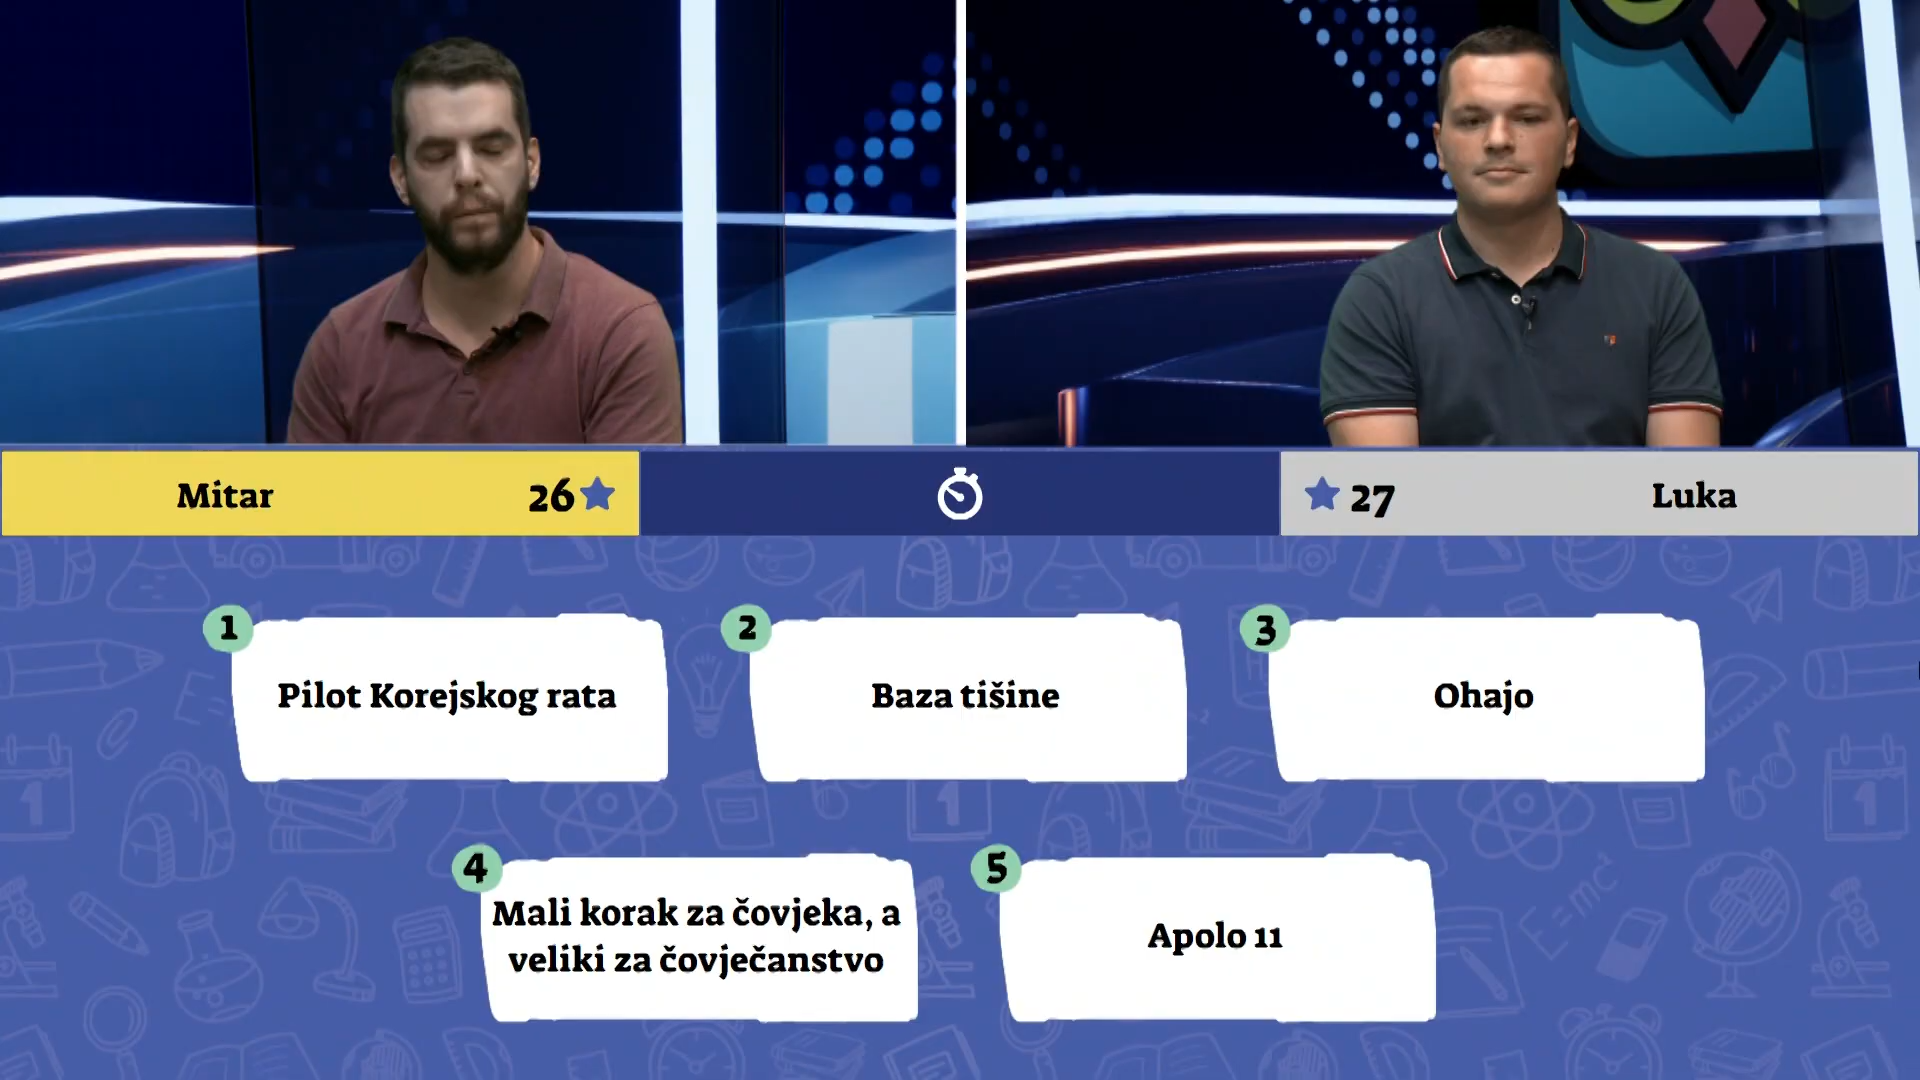 Mitar
26
27
Luka
1
Pilot Korejskog rata
2
Baza tišine
3
Ohajo
4
Mali korak za čovjeka, a
veliki za čovječanstvo
5
Apolo 11